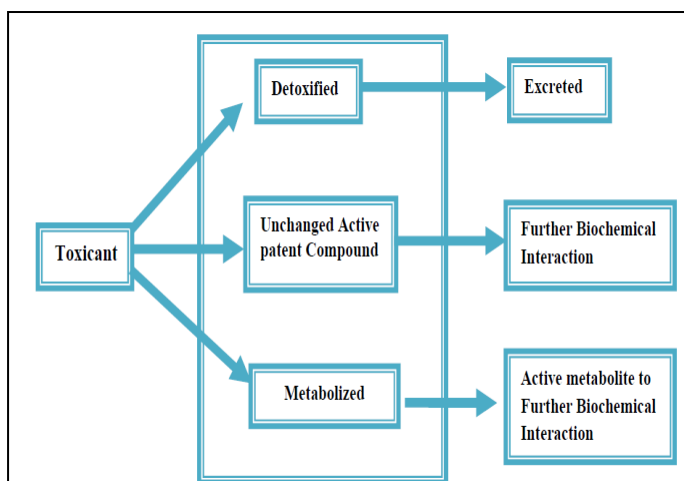 Detoxified
Excreted
Toxicant
Unchanged Active
patent Compound
Further Biochemical
Interaction
Metabolized
Active metabolite to
Further Biochemical
Interaction